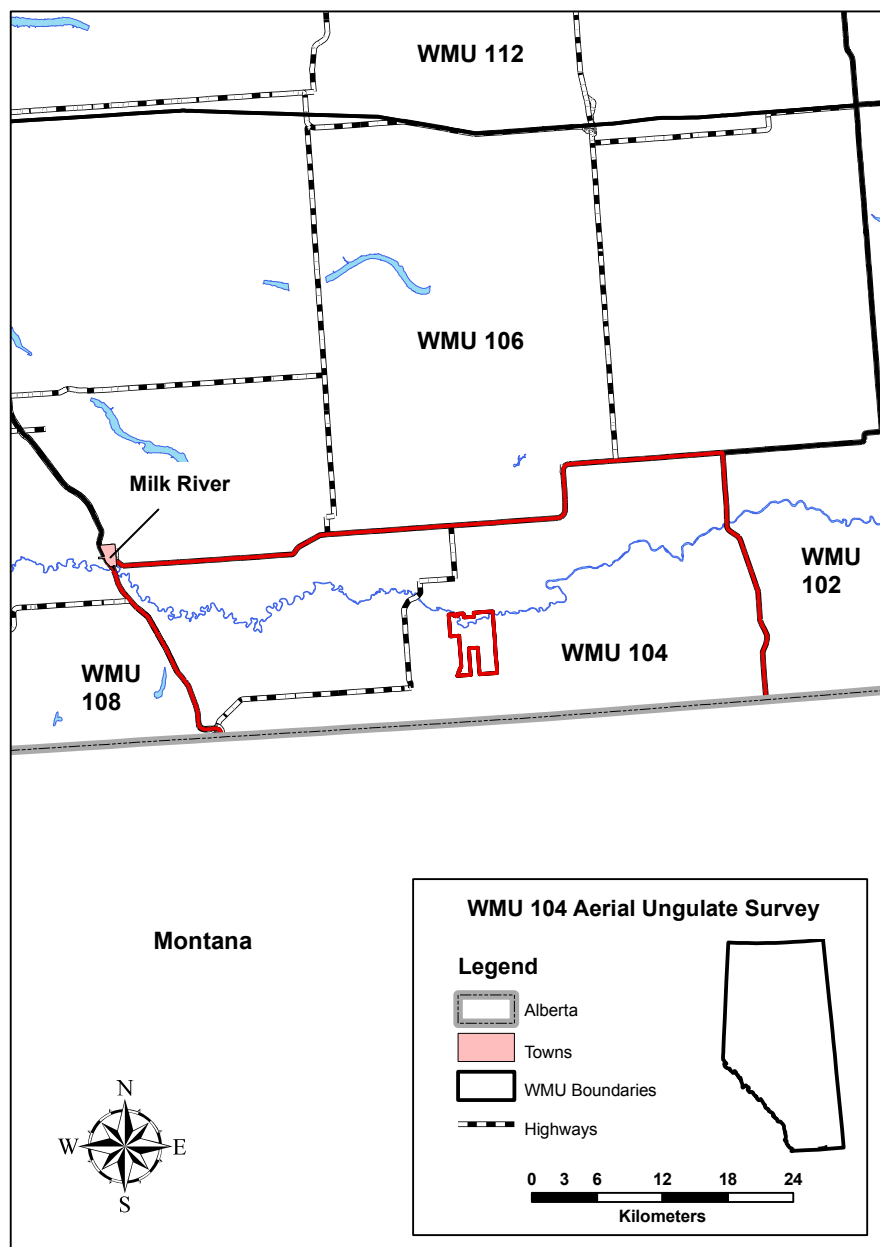 WMU 112
WMU 106
Milk River
WMU
102
WMU 104
WMU
108
Montana
WMU 104 Aerial Ungulate Survey
Legend
Alberta
Towns
WMU Boundaries
Highways
N
W
E
S
0 3 6 12 18 24
Kilometers